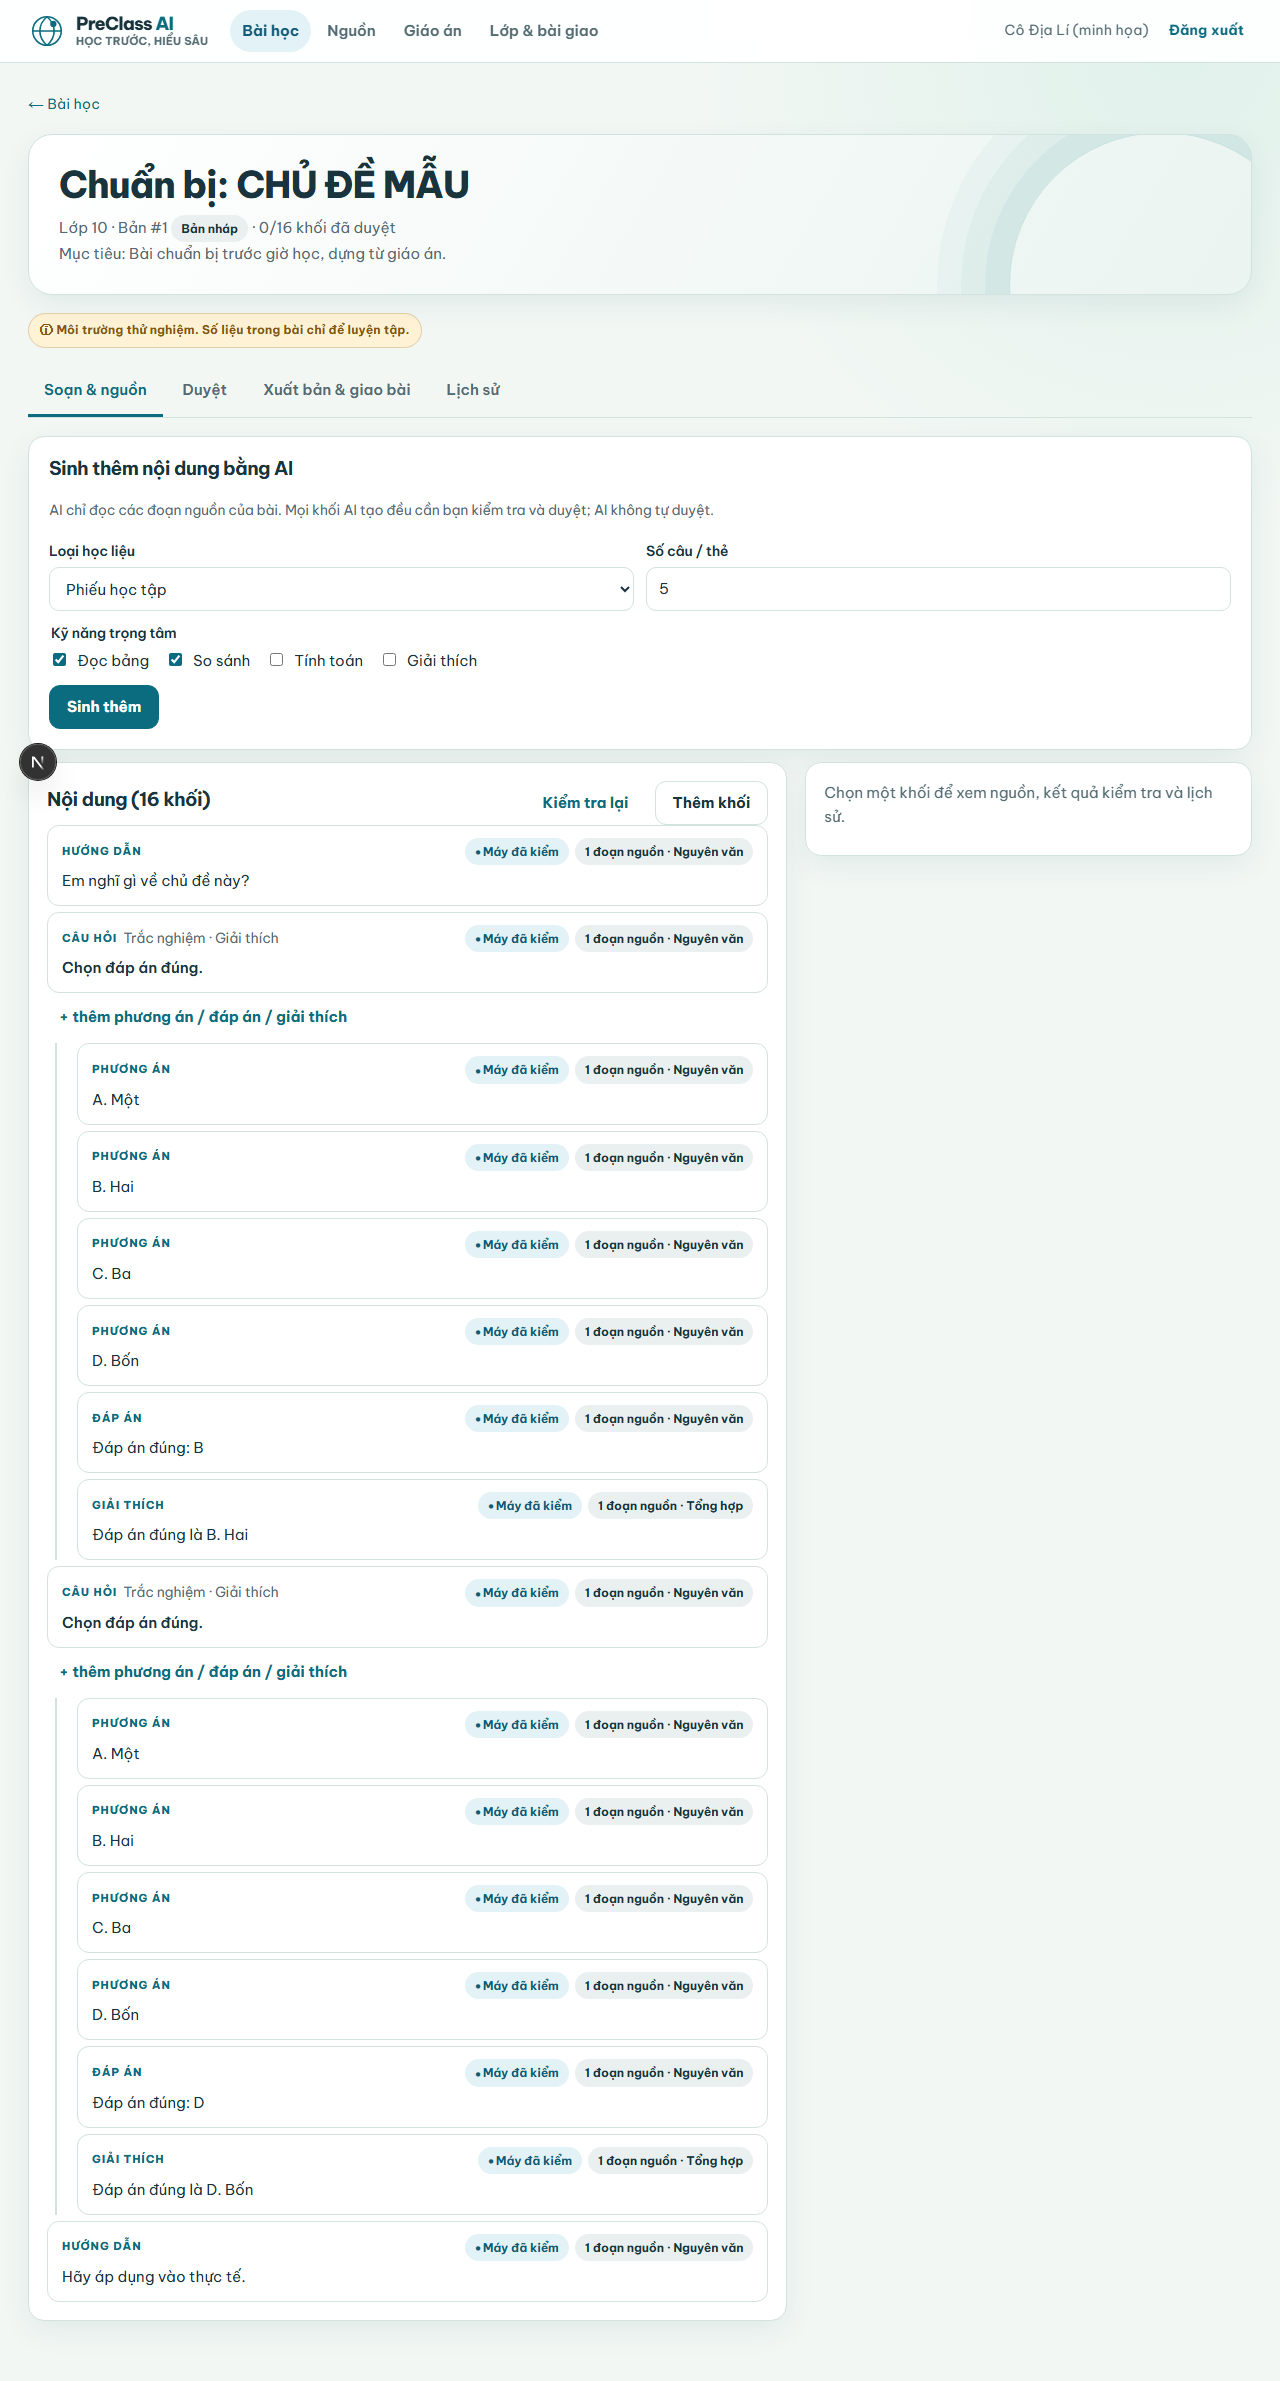 PreClass AI
HỌC TRƯỚC, HIỂU SÂU
Bài học
Nguồn
Giáo án
Lớp & bài giao
Cô Địa Lí (minh họa)
Đăng xuất
← Bài học
Chuẩn bị: CHỦ ĐỀ MẪU
Lớp 10 · Bản #1 Bản nháp · 0/16 khối đã duyệt
Mục tiêu: Bài chuẩn bị trước giờ học, dựng từ giáo án.
Môi trường thử nghiệm. Số liệu trong bài chỉ để luyện tập.
Soạn & nguồn
Duyệt
Xuất bản & giao bài
Lịch sử
Sinh thêm nội dung bằng AI
AI chỉ đọc các đoạn nguồn của bài. Mọi khối AI tạo đều cần bạn kiểm tra và duyệt; AI không tự duyệt.
Loại học liệu
Số câu / thẻ
Phiếu học tập
5
Kỹ năng trọng tâm
Đọc bảng
So sánh
Tính toán
Giải thích
Sinh thêm
N
Nội dung (16 khối)
Kiểm tra lại
Thêm khối
Chọn một khối để xem nguồn, kết quả kiểm tra và lịch
sử.
HƯỚNG DẪN
• Máy đã kiểm
1 đoạn nguồn · Nguyên văn
Em nghĩ gì về chủ đề này?
CÂU HỎI Trắc nghiệm · Giải thích
• Máy đã kiểm
1 đoạn nguồn · Nguyên văn
Chọn đáp án đúng.
+ thêm phương án / đáp án / giải thích
PHƯƠNG ÁN
• Máy đã kiểm
1 đoạn nguồn · Nguyên văn
A. Một
PHƯƠNG ÁN
• Máy đã kiểm
1 đoạn nguồn · Nguyên văn
B. Hai
PHƯƠNG ÁN
• Máy đã kiểm
1 đoạn nguồn · Nguyên văn
C. Ba
PHƯƠNG ÁN
• Máy đã kiểm
1 đoạn nguồn · Nguyên văn
D. Bốn
ĐÁP ÁN
• Máy đã kiểm
1 đoạn nguồn · Nguyên văn
Đáp án đúng: B
GIẢI THÍCH
• Máy đã kiểm
1 đoạn nguồn · Tổng hợp
Đáp án đúng là B. Hai
CÂU HỎI Trắc nghiệm · Giải thích
• Máy đã kiểm
1 đoạn nguồn · Nguyên văn
Chọn đáp án đúng.
+ thêm phương án / đáp án / giải thích
PHƯƠNG ÁN
• Máy đã kiểm
1 đoạn nguồn · Nguyên văn
A. Một
PHƯƠNG ÁN
• Máy đã kiểm
1 đoạn nguồn · Nguyên văn
B. Hai
PHƯƠNG ÁN
• Máy đã kiểm
1 đoạn nguồn · Nguyên văn
C. Ba
PHƯƠNG ÁN
• Máy đã kiểm
1 đoạn nguồn · Nguyên văn
D. Bốn
ĐÁP ÁN
• Máy đã kiểm
1 đoạn nguồn · Nguyên văn
Đáp án đúng: D
GIẢI THÍCH
• Máy đã kiểm
1 đoạn nguồn · Tổng hợp
Đáp án đúng là D. Bốn
HƯỚNG DẪN
• Máy đã kiểm
1 đoạn nguồn · Nguyên văn
Hãy áp dụng vào thực tế.